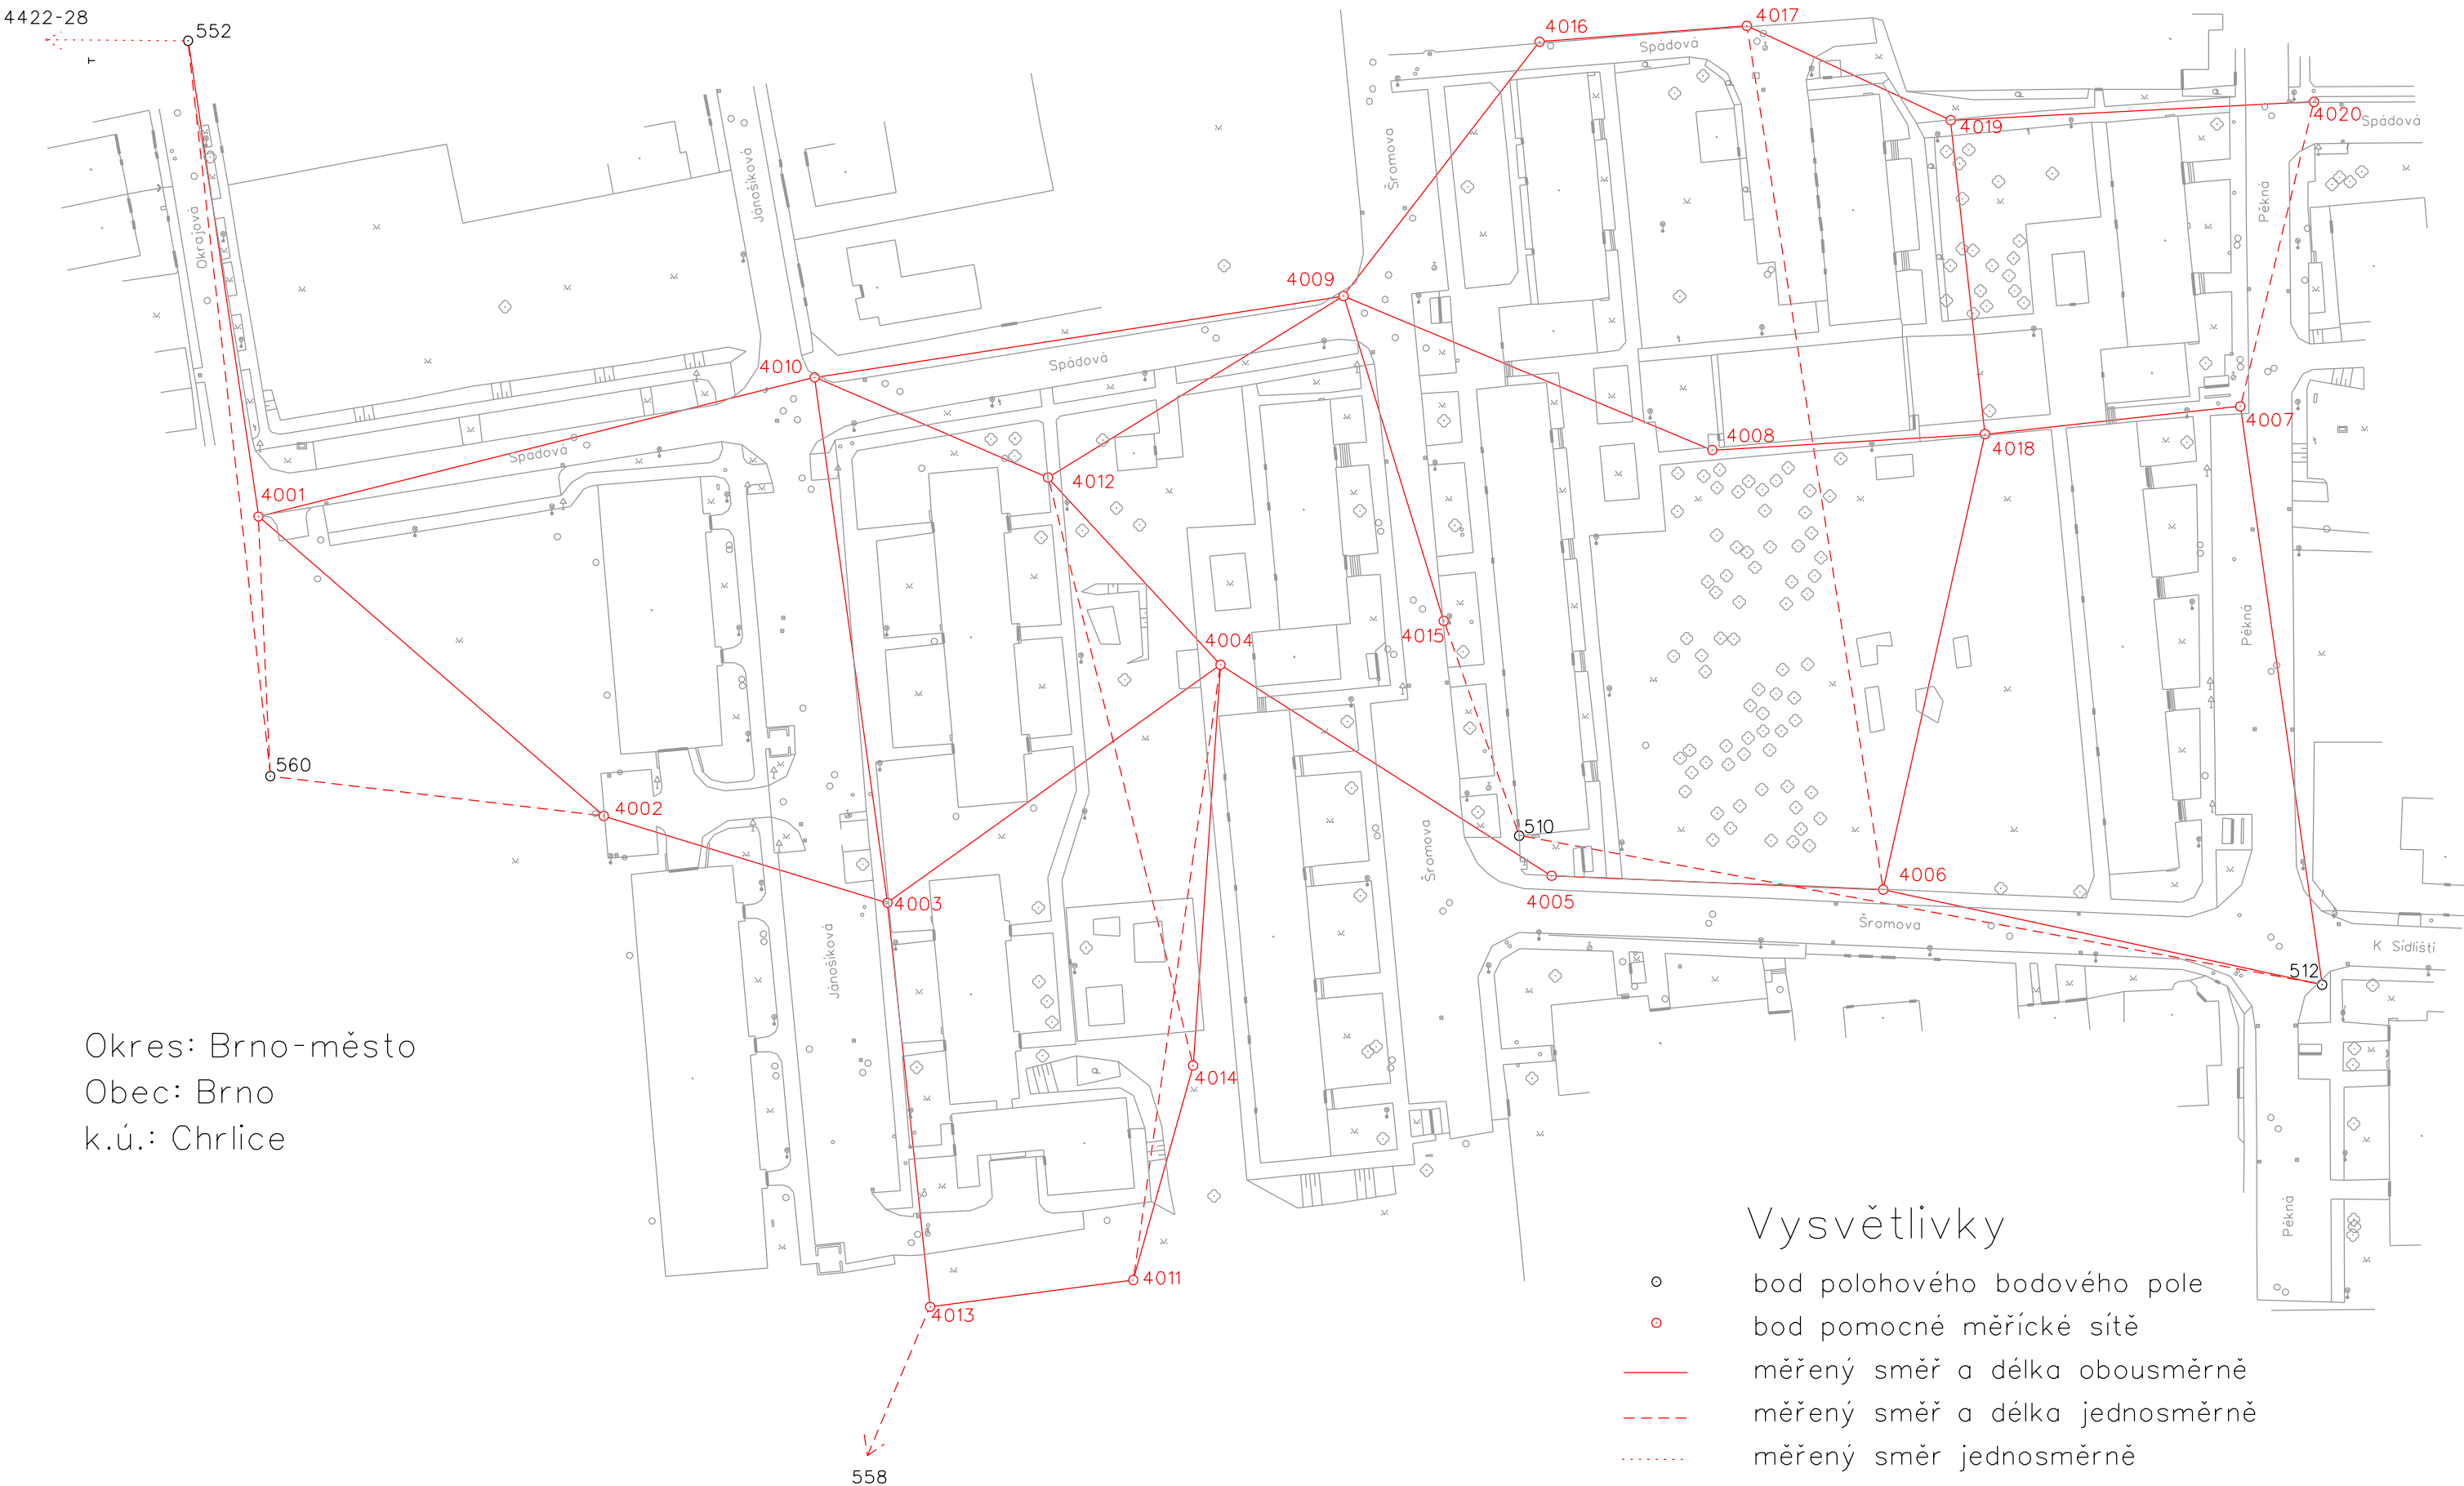 4422-28
552
4016
4017
Spádová
4019
4020
Spádová
Okrajová
Jánošíkova
Šromova
Pěkná
4009
4010
Spádová
4007
4008
4018
Spádová
4001
4012
4015
4004
Pěkná
560
4002
510
Šromova
4006
4003
4005
Šromova
Jánošíkova
K Sídlišti
512
Okres: Brno-město
Obec: Brno
k.ú.: Chrlice
4014
4011
4013
558
Pěkná
Vysvětlivky
bod polohového bodového pole
bod pomocné měřícké sítě
měřený směř a délka obousměrně
měřený směř a délka jednosměrně
měřený směr jednosměrně